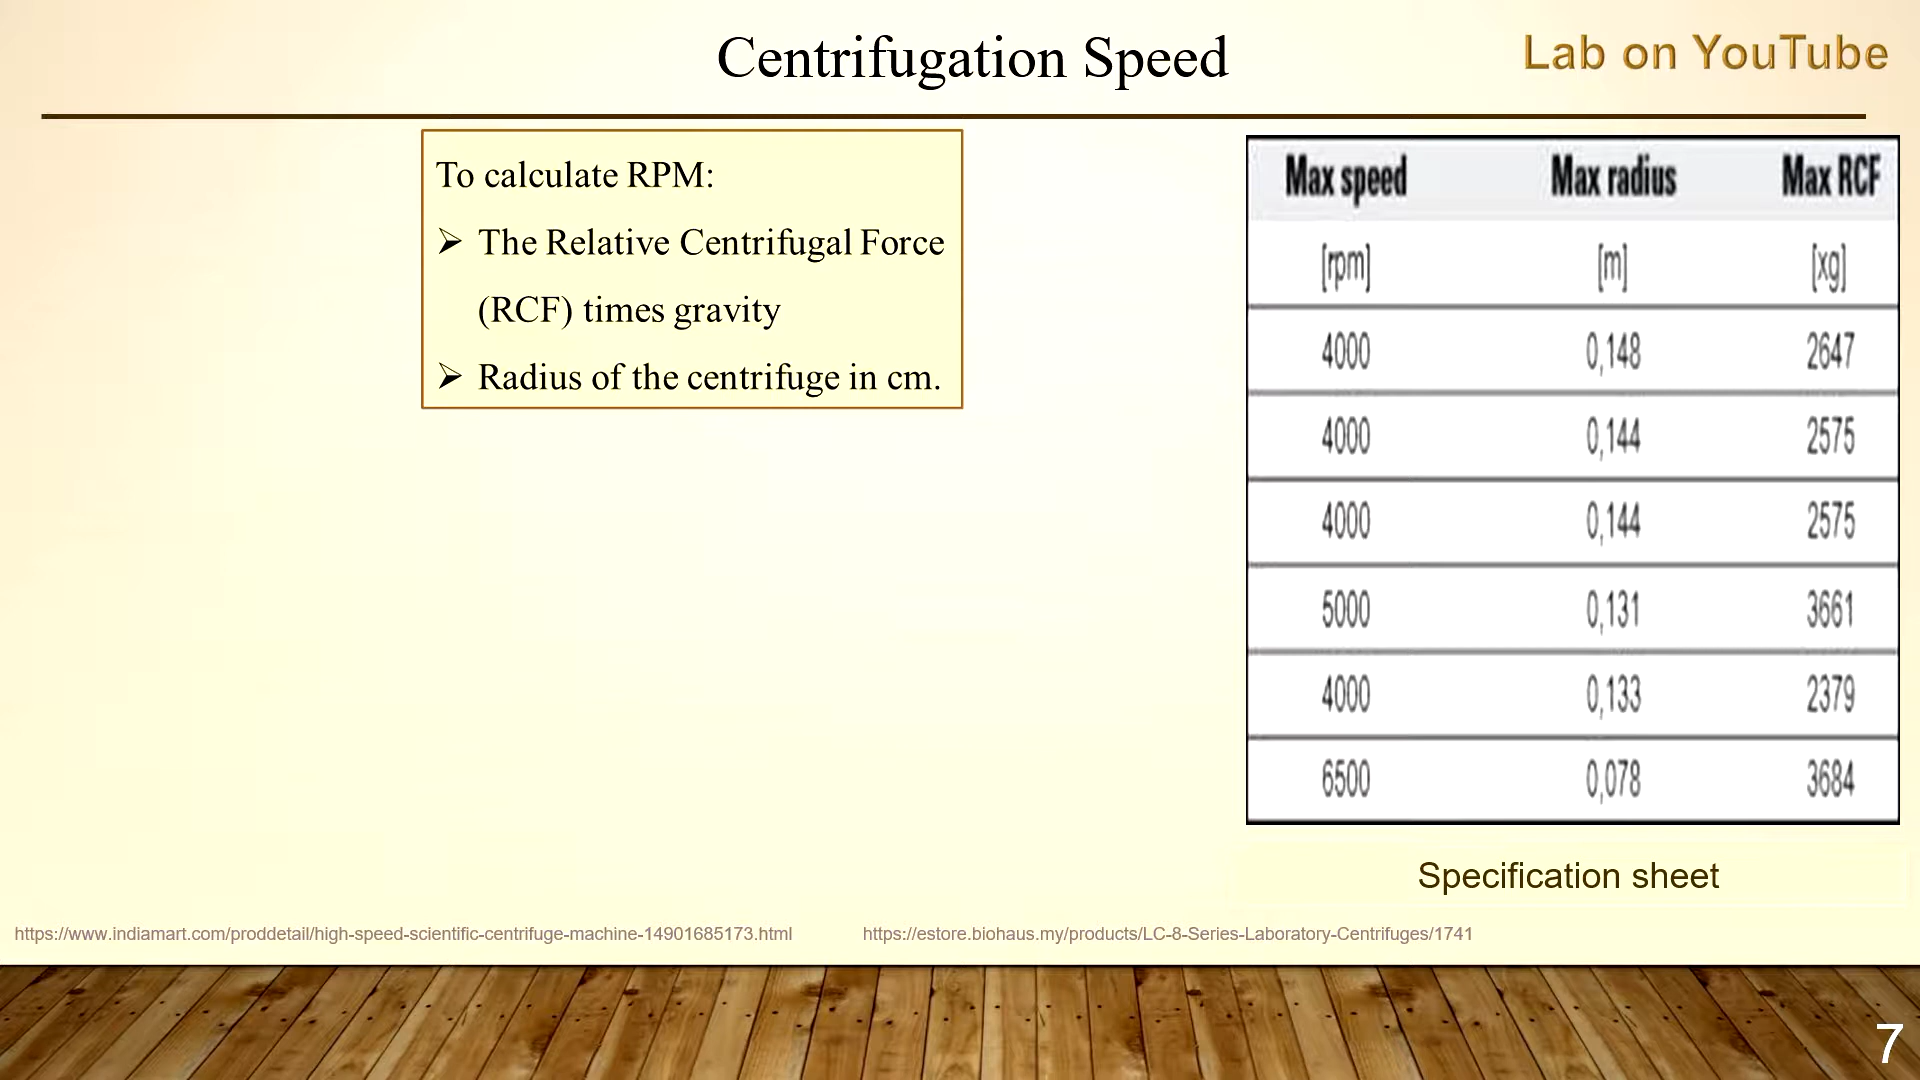 Centrifugation Speed
Lab on YouTube
To calculate RPM:
➢ The Relative Centrifugal Force
(RCF) times gravity
➢ Radius of the centrifuge in cm.
Max speed Max radius Max RCF
[rpm] [m] [xg]
4000 0,148 2647
4000 0,144 2575
4000 0,144 2575
5000 0,131 3661
4000 0,133 2379
6500 0,078 3684
Specification sheet
https://www.indiamart.com/proddetail/high-speed-scientific-centrifuge-machine-14901685173.html
https://estore.biohaus.my/products/LC-8-Series-Laboratory-Centrifuges/1741
7